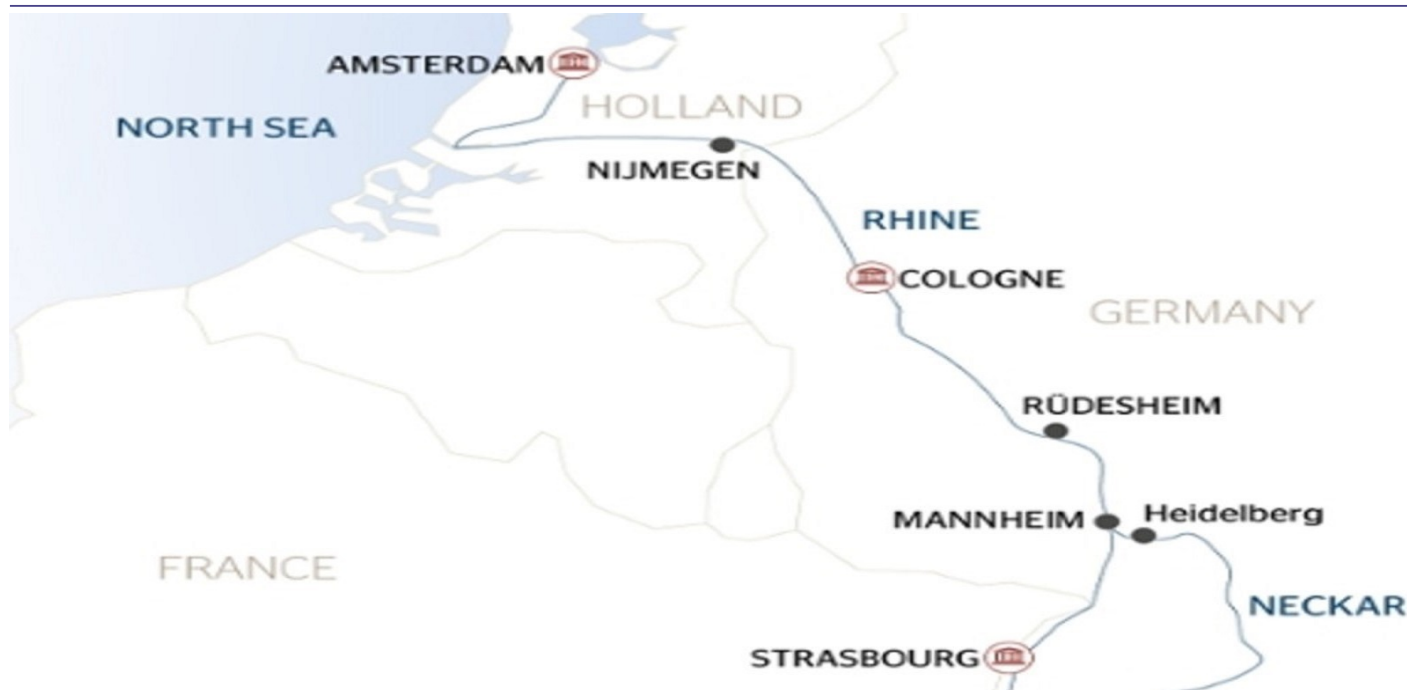 AMSTERDAM
HOLLAND
NORTH SEA
NIJMEGEN
RHINE
COLOGNE
GERMANY
RÜDESHEIM
MANNHEIM
Heidelberg
FRANCE
NECKAR
STRASBOURG